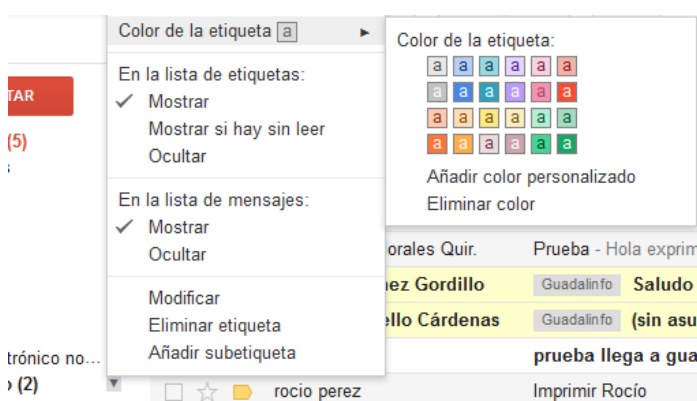 Color de la etiqueta a
En la lista de etiquetas:
Mostrar
Mostrar si hay sin leer
Ocultar
En la lista de mensajes:
Mostrar
Ocultar
Modificar
Eliminar etiqueta
Añadir subetiqueta
Color de la etiqueta:
a a a a a a
a a a a a a
a a a a a a
a a a a a a
Añadir color personalizado
Eliminar color
TAR
(5)
s
orales Quir. Prueba - Hola exprim
ez Gordillo Guadalinfo Saludo
ello Cárdenas Guadalinfo (sin asu
trónico no... prueba llega a gua
(2) rocio perez Imprimir Rocío